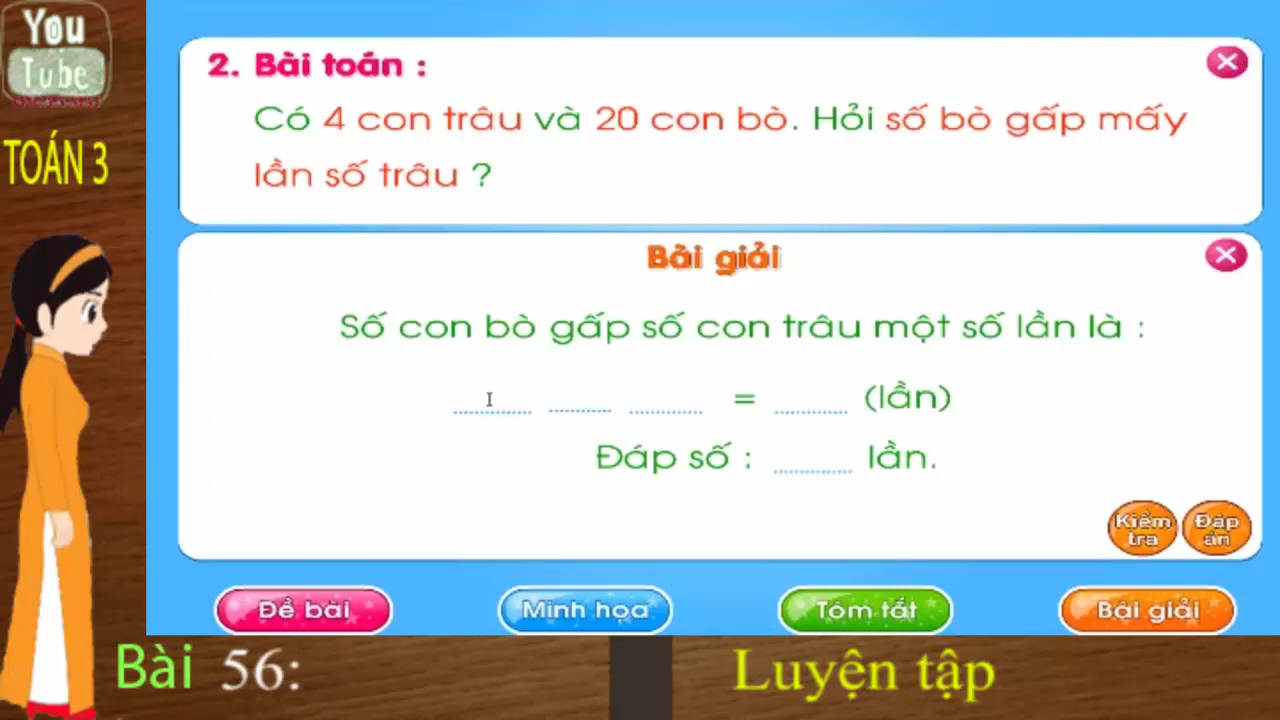 You
Tube
TOÁN 3
2. Bài toán :
Có 4 con trâu và 20 con bò. Hỏi số bò gấp mấy
lần số trâu ?
Bài giải
Số con bò gấp số con trâu một số lần là :
............ ............ ............ = ............ (lần)
Đáp số : ............ lần.
Kiểm
tra
Đáp
án
Đề bài
Minh họa
Tóm tắt
Bài giải
Bài 56:
Luyện tập